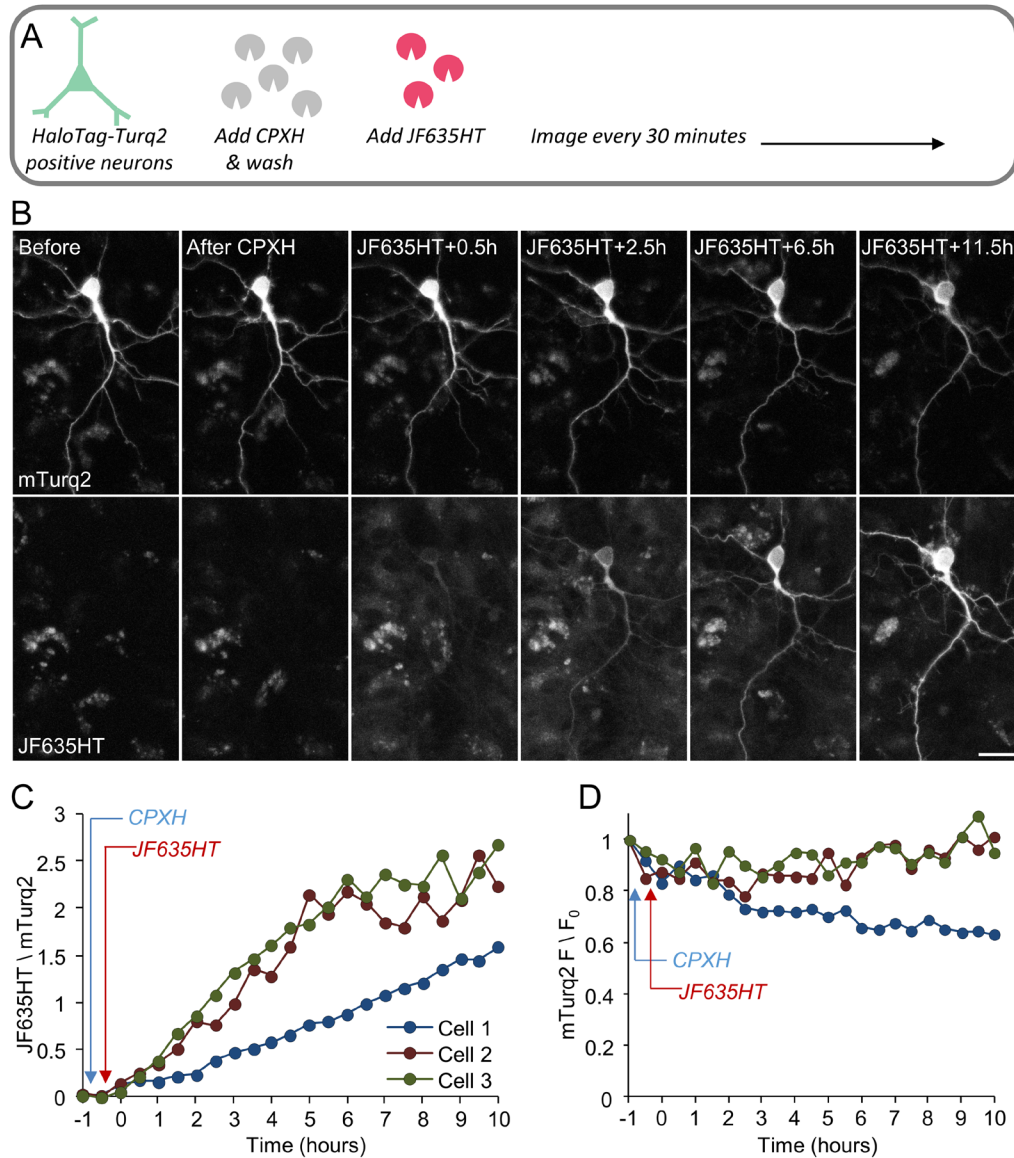 A
HaloTag-Turq2
positive neurons
Add CPXH
& wash
Add JF635HT
Image every 30 minutes
B
Before
After CPXH
JF635HT+0.5h
JF635HT+2.5h
JF635HT+6.5h
JF635HT+11.5h
mTurq2
JF635HT
C
JF635HT \ mTurq2
3
2.5
2
1.5
1
0.5
0
CPXH
JF635HT
Cell 1
Cell 2
Cell 3
-1 0 1 2 3 4 5 6 7 8 9 10
Time (hours)
D
mTurq2 F \ F0
1
0.8
0.6
0.4
0.2
0
CPXH
JF635HT
-1 0 1 2 3 4 5 6 7 8 9 10
Time (hours)